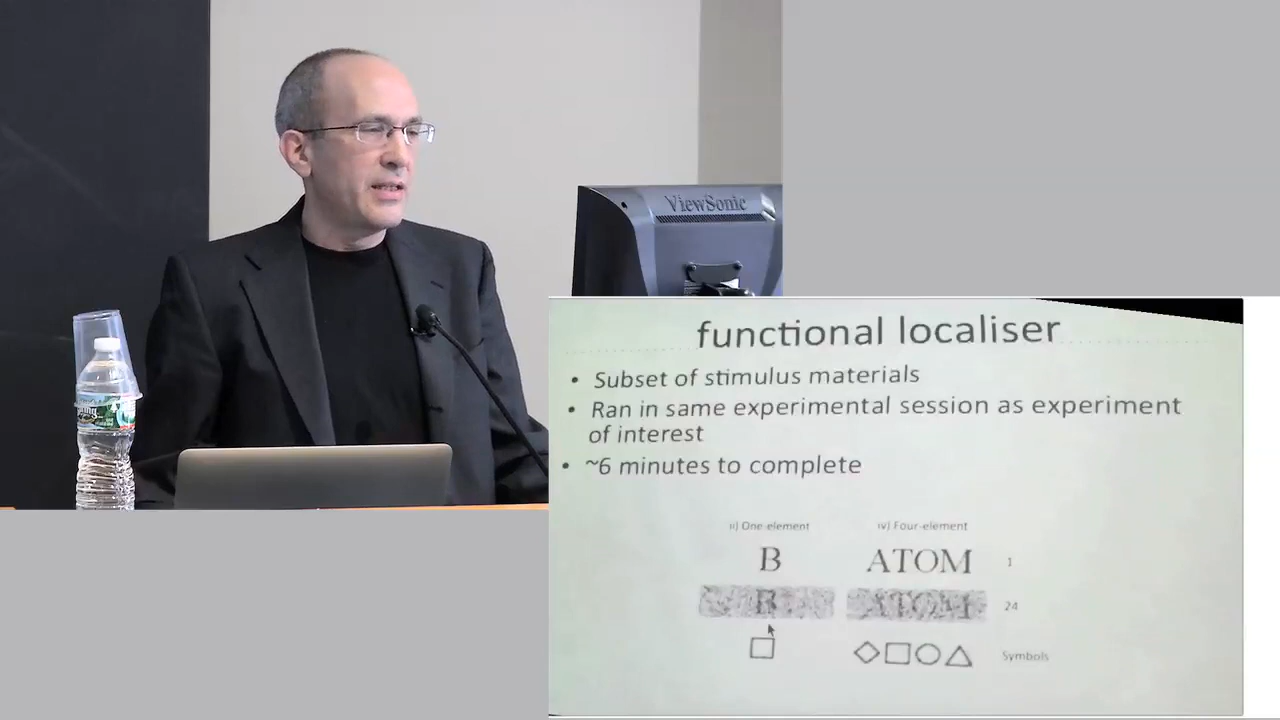 ViewSonic
functional localiser
• Subset of stimulus materials
• Ran in same experimental session as experiment
of interest
• ~6 minutes to complete
ii) One-element iv) Four-element
B ATOM 1
B ATOM 24
Symbols